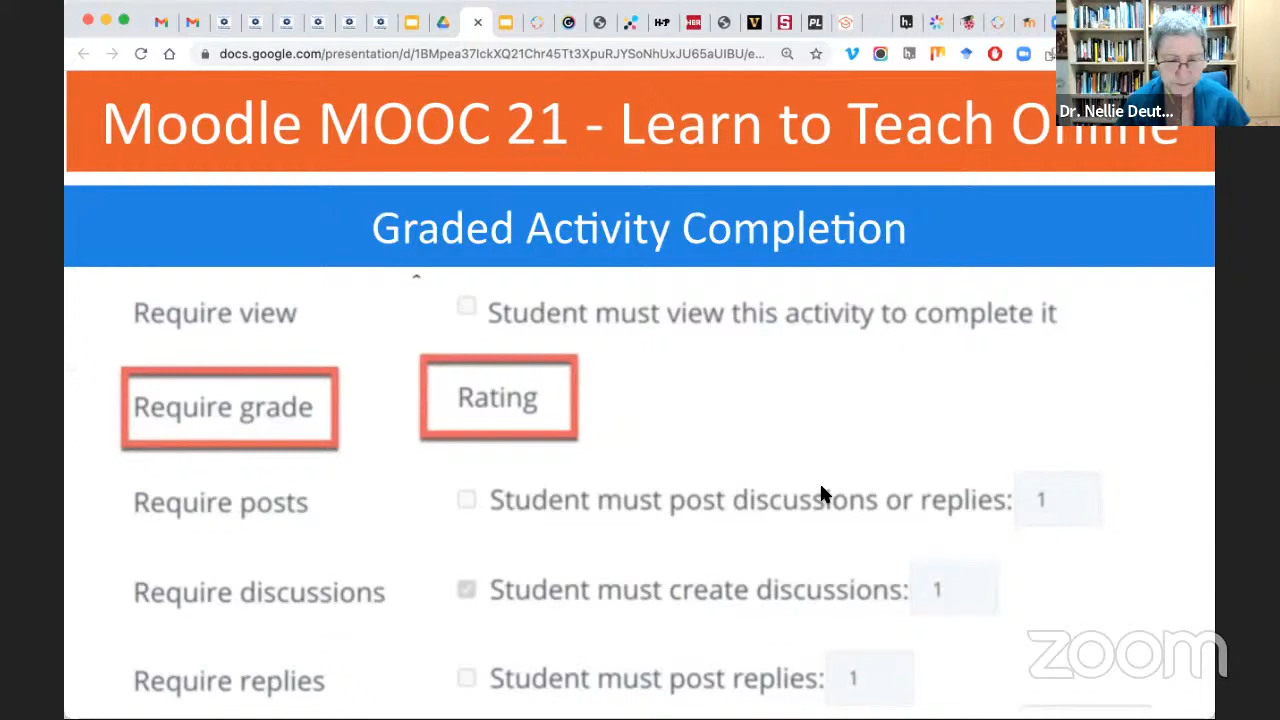 docs.google.com/presentation/d/1BMpea37IckXQ21Chr45Tt3XpuRJYSoNhUxJU65aUIBU/e...
Dr. Nellie Deut...
Moodle MOOC 21 - Learn to Teach Online
Graded Activity Completion
Require view Student must view this activity to complete it
Require grade Rating
Require posts Student must post discussions or replies: 1
Require discussions Student must create discussions: 1
Require replies Student must post replies: 1
zoom